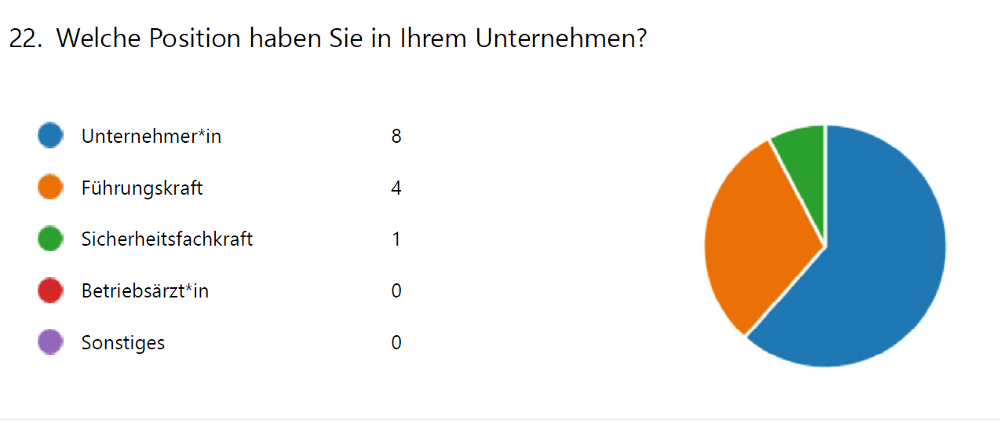 22. Welche Position haben Sie in Ihrem Unternehmen?
Unternehmer*in 8
Führungskraft 4
Sicherheitsfachkraft 1
Betriebsärzt*in 0
Sonstiges 0